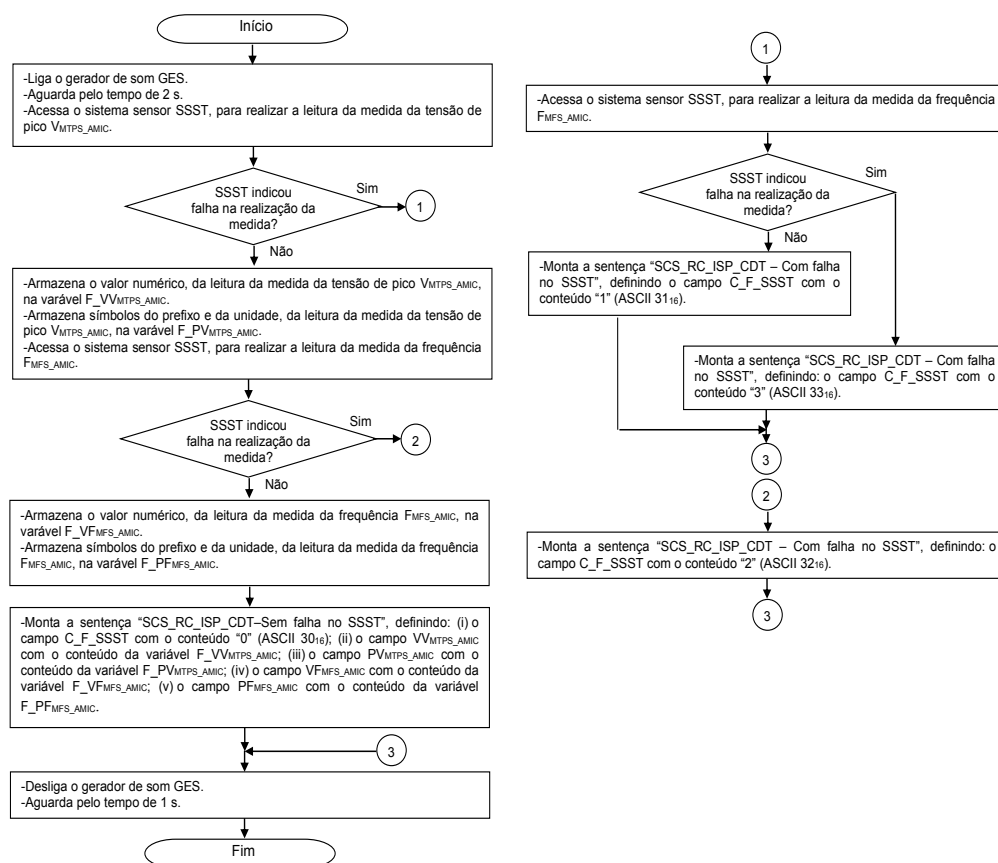 Início
-Liga o gerador de som GES.
-Aguarda pelo tempo de 2 s.
-Acessa o sistema sensor SSST, para realizar a leitura da medida da tensão de
pico VMTPS_AMIC.
SSST indicou
falha na realização da
medida?
Sim
1
Não
-Armazena o valor numérico, da leitura da medida da tensão de pico VMTPS_AMIC,
na varável F_VVMTPS_AMIC.
-Armazena símbolos do prefixo e da unidade, da leitura da medida da tensão de
pico VMTPS_AMIC, na varável F_PVMTPS_AMIC.
-Acessa o sistema sensor SSST, para realizar a leitura da medida da frequência
FMFS_AMIC.
SSST indicou
falha na realização da
medida?
Sim
2
Não
-Armazena o valor numérico, da leitura da medida da frequência FMFS_AMIC, na
varável F_VFMFS_AMIC.
-Armazena símbolos do prefixo e da unidade, da leitura da medida da frequência
FMFS_AMIC, na varável F_PFMFS_AMIC.
-Monta a sentença “SCS_RC_ISP_CDT–Sem falha no SSST”, definindo: (i) o
campo C_F_SSST com o conteúdo “0” (ASCII 3016); (ii) o campo VVMTPS_AMIC
com o conteúdo da variável F_VVMTPS_AMIC; (iii) o campo PVMTPS_AMIC com o
conteúdo da variável F_PVMTPS_AMIC; (iv) o campo VFMFS_AMIC com o conteúdo da
variável F_VFMFS_AMIC; (v) o campo PFMFS_AMIC com o conteúdo da variável
F_PFMFS_AMIC.
3
-Desliga o gerador de som GES.
-Aguarda pelo tempo de 1 s.
Fim
1
-Acessa o sistema sensor SSST, para realizar a leitura da medida da frequência
FMFS_AMIC.
SSST indicou
falha na realização da
medida?
Sim
Não
-Monta a sentença “SCS_RC_ISP_CDT – Com falha
no SSST”, definindo o campo C_F_SSST com o
conteúdo “1” (ASCII 3116).
-Monta a sentença “SCS_RC_ISP_CDT – Com falha
no SSST”, definindo: o campo C_F_SSST com o
conteúdo “3” (ASCII 3316).
3
2
-Monta a sentença “SCS_RC_ISP_CDT – Com falha no SSST”, definindo: o
campo C_F_SSST com o conteúdo “2” (ASCII 3216).
3